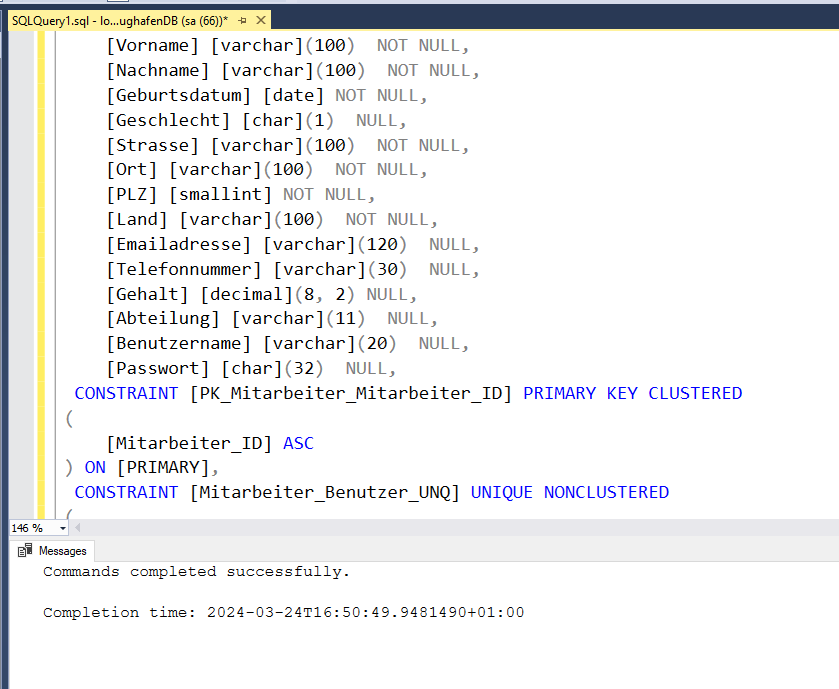 SQLQuery1.sql - lo...ughafenDB (sa (66))*
[Vorname] [varchar](100)  NOT NULL,
[Nachname] [varchar](100)  NOT NULL,
[Geburtsdatum] [date] NOT NULL,
[Geschlecht] [char](1)  NULL,
[Strasse] [varchar](100)  NOT NULL,
[Ort] [varchar](100)  NOT NULL,
[PLZ] [smallint] NOT NULL,
[Land] [varchar](100)  NOT NULL,
[Emailadresse] [varchar](120)  NULL,
[Telefonnummer] [varchar](30)  NULL,
[Gehalt] [decimal](8, 2) NULL,
[Abteilung] [varchar](11)  NULL,
[Benutzername] [varchar](20)  NULL,
[Passwort] [char](32)  NULL,
CONSTRAINT [PK_Mitarbeiter_Mitarbeiter_ID] PRIMARY KEY CLUSTERED
(
[Mitarbeiter_ID] ASC
) ON [PRIMARY],
CONSTRAINT [Mitarbeiter_Benutzer_UNQ] UNIQUE NONCLUSTERED
(
146 %
Messages
Commands completed successfully.
Completion time: 2024-03-24T16:50:49.9481490+01:00